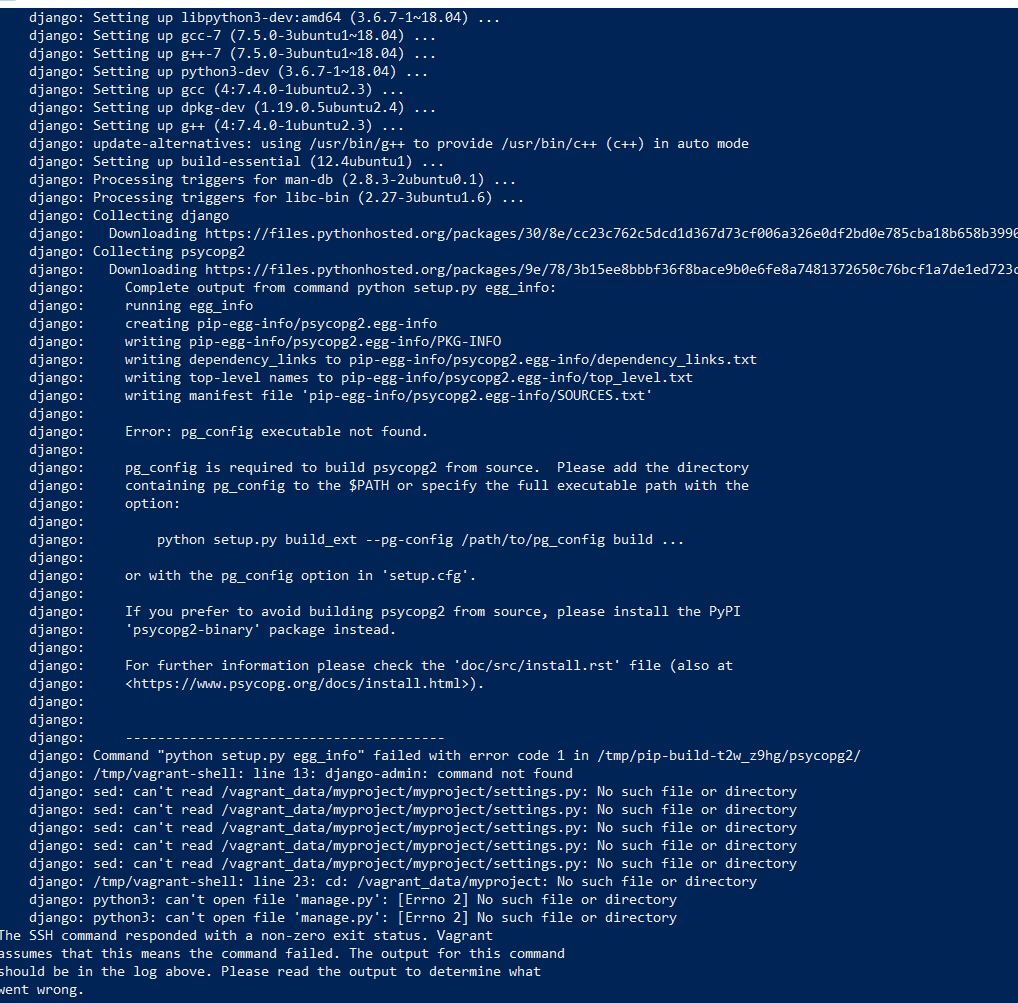 django: Setting up libpython3-dev:amd64 (3.6.7-1~18.04) ...
django: Setting up gcc-7 (7.5.0-3ubuntu1~18.04) ...
django: Setting up g++-7 (7.5.0-3ubuntu1~18.04) ...
django: Setting up python3-dev (3.6.7-1~18.04) ...
django: Setting up gcc (4:7.4.0-1ubuntu2.3) ...
django: Setting up dpkg-dev (1.19.0.5ubuntu2.4) ...
django: Setting up g++ (4:7.4.0-1ubuntu2.3) ...
django: update-alternatives: using /usr/bin/g++ to provide /usr/bin/c++ (c++) in auto mode
django: Setting up build-essential (12.4ubuntu1) ...
django: Processing triggers for man-db (2.8.3-2ubuntu0.1) ...
django: Processing triggers for libc-bin (2.27-3ubuntu1.6) ...
django: Collecting django
django:   Downloading https://files.pythonhosted.org/packages/30/8e/cc23c762c5dcd1d367d73cf006a326e0df2bd0e785cba18b658b3990
django: Collecting psycopg2
django:   Downloading https://files.pythonhosted.org/packages/9e/78/3b15ee8bbbf36f8bace9b0e6fe8a7481372650c76bcf1a7de1ed723c
django:     Complete output from command python setup.py egg_info:
django:     running egg_info
django:     creating pip-egg-info/psycopg2.egg-info
django:     writing pip-egg-info/psycopg2.egg-info/PKG-INFO
django:     writing dependency_links to pip-egg-info/psycopg2.egg-info/dependency_links.txt
django:     writing top-level names to pip-egg-info/psycopg2.egg-info/top_level.txt
django:     writing manifest file 'pip-egg-info/psycopg2.egg-info/SOURCES.txt'
django:
django:     Error: pg_config executable not found.
django:
django:     pg_config is required to build psycopg2 from source.  Please add the directory
django:     containing pg_config to the $PATH or specify the full executable path with the
django:     option:
django:
django:         python setup.py build_ext --pg-config /path/to/pg_config build ...
django:
django:     or with the pg_config option in 'setup.cfg'.
django:
django:     If you prefer to avoid building psycopg2 from source, please install the PyPI
django:     'psycopg2-binary' package instead.
django:
django:     For further information please check the 'doc/src/install.rst' file (also at
django:     <https://www.psycopg.org/docs/install.html>).
django:
django:
django:     ----------------------------------------
django: Command "python setup.py egg_info" failed with error code 1 in /tmp/pip-build-t2w_z9hg/psycopg2/
django: /tmp/vagrant-shell: line 13: django-admin: command not found
django: sed: can't read /vagrant_data/myproject/myproject/settings.py: No such file or directory
django: sed: can't read /vagrant_data/myproject/myproject/settings.py: No such file or directory
django: sed: can't read /vagrant_data/myproject/myproject/settings.py: No such file or directory
django: sed: can't read /vagrant_data/myproject/myproject/settings.py: No such file or directory
django: sed: can't read /vagrant_data/myproject/myproject/settings.py: No such file or directory
django: /tmp/vagrant-shell: line 23: cd: /vagrant_data/myproject: No such file or directory
django: python3: can't open file 'manage.py': [Errno 2] No such file or directory
django: python3: can't open file 'manage.py': [Errno 2] No such file or directory
The SSH command responded with a non-zero exit status. Vagrant
assumes that this means the command failed. The output for this command
should be in the log above. Please read the output to determine what
went wrong.